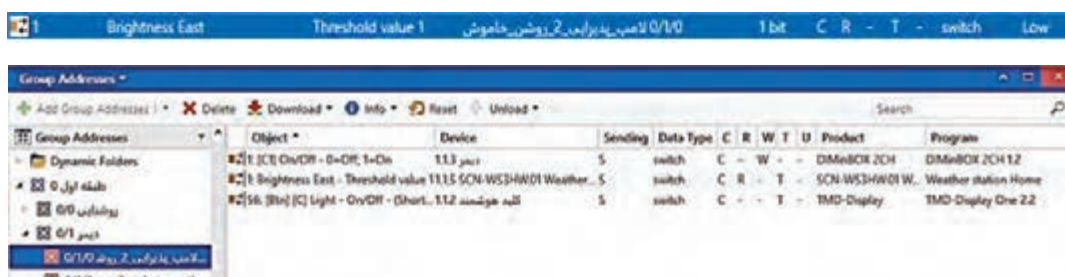 1 Brightness East Threshold value 1 0/1/0 لامپ_پذیرایی_2_روشن_خاموش 1 bit C R - T - switch Low
Group Addresses
Add Group Addresses Delete Download Info Reset Unload Search
Group Addresses Object Device Sending Data Type C R W T U Product Program
Dynamic Folders 1: [C1] On/Off - 0=Off, 1=On 1.1.3 دیمر S switch C - W - - DiMinBOX 2CH DiMinBOX 2CH 1.2
0 طبقه اول 1: Brightness East - Threshold value 1 1.1.5 SCN-WS3HW.01 Weather... S switch C R - T - SCN-WS3HW.01 W... Weather station Home
0/0 روشنایی 56: [Btn] [C] Light - On/Off - (Short... 1.1.2 کلید هوشمند S switch C - - T - TMD-Display TMD-Display One 2.2
0/1 دیمر
0/1/0 لامپ_پذیرایی_2_روش...